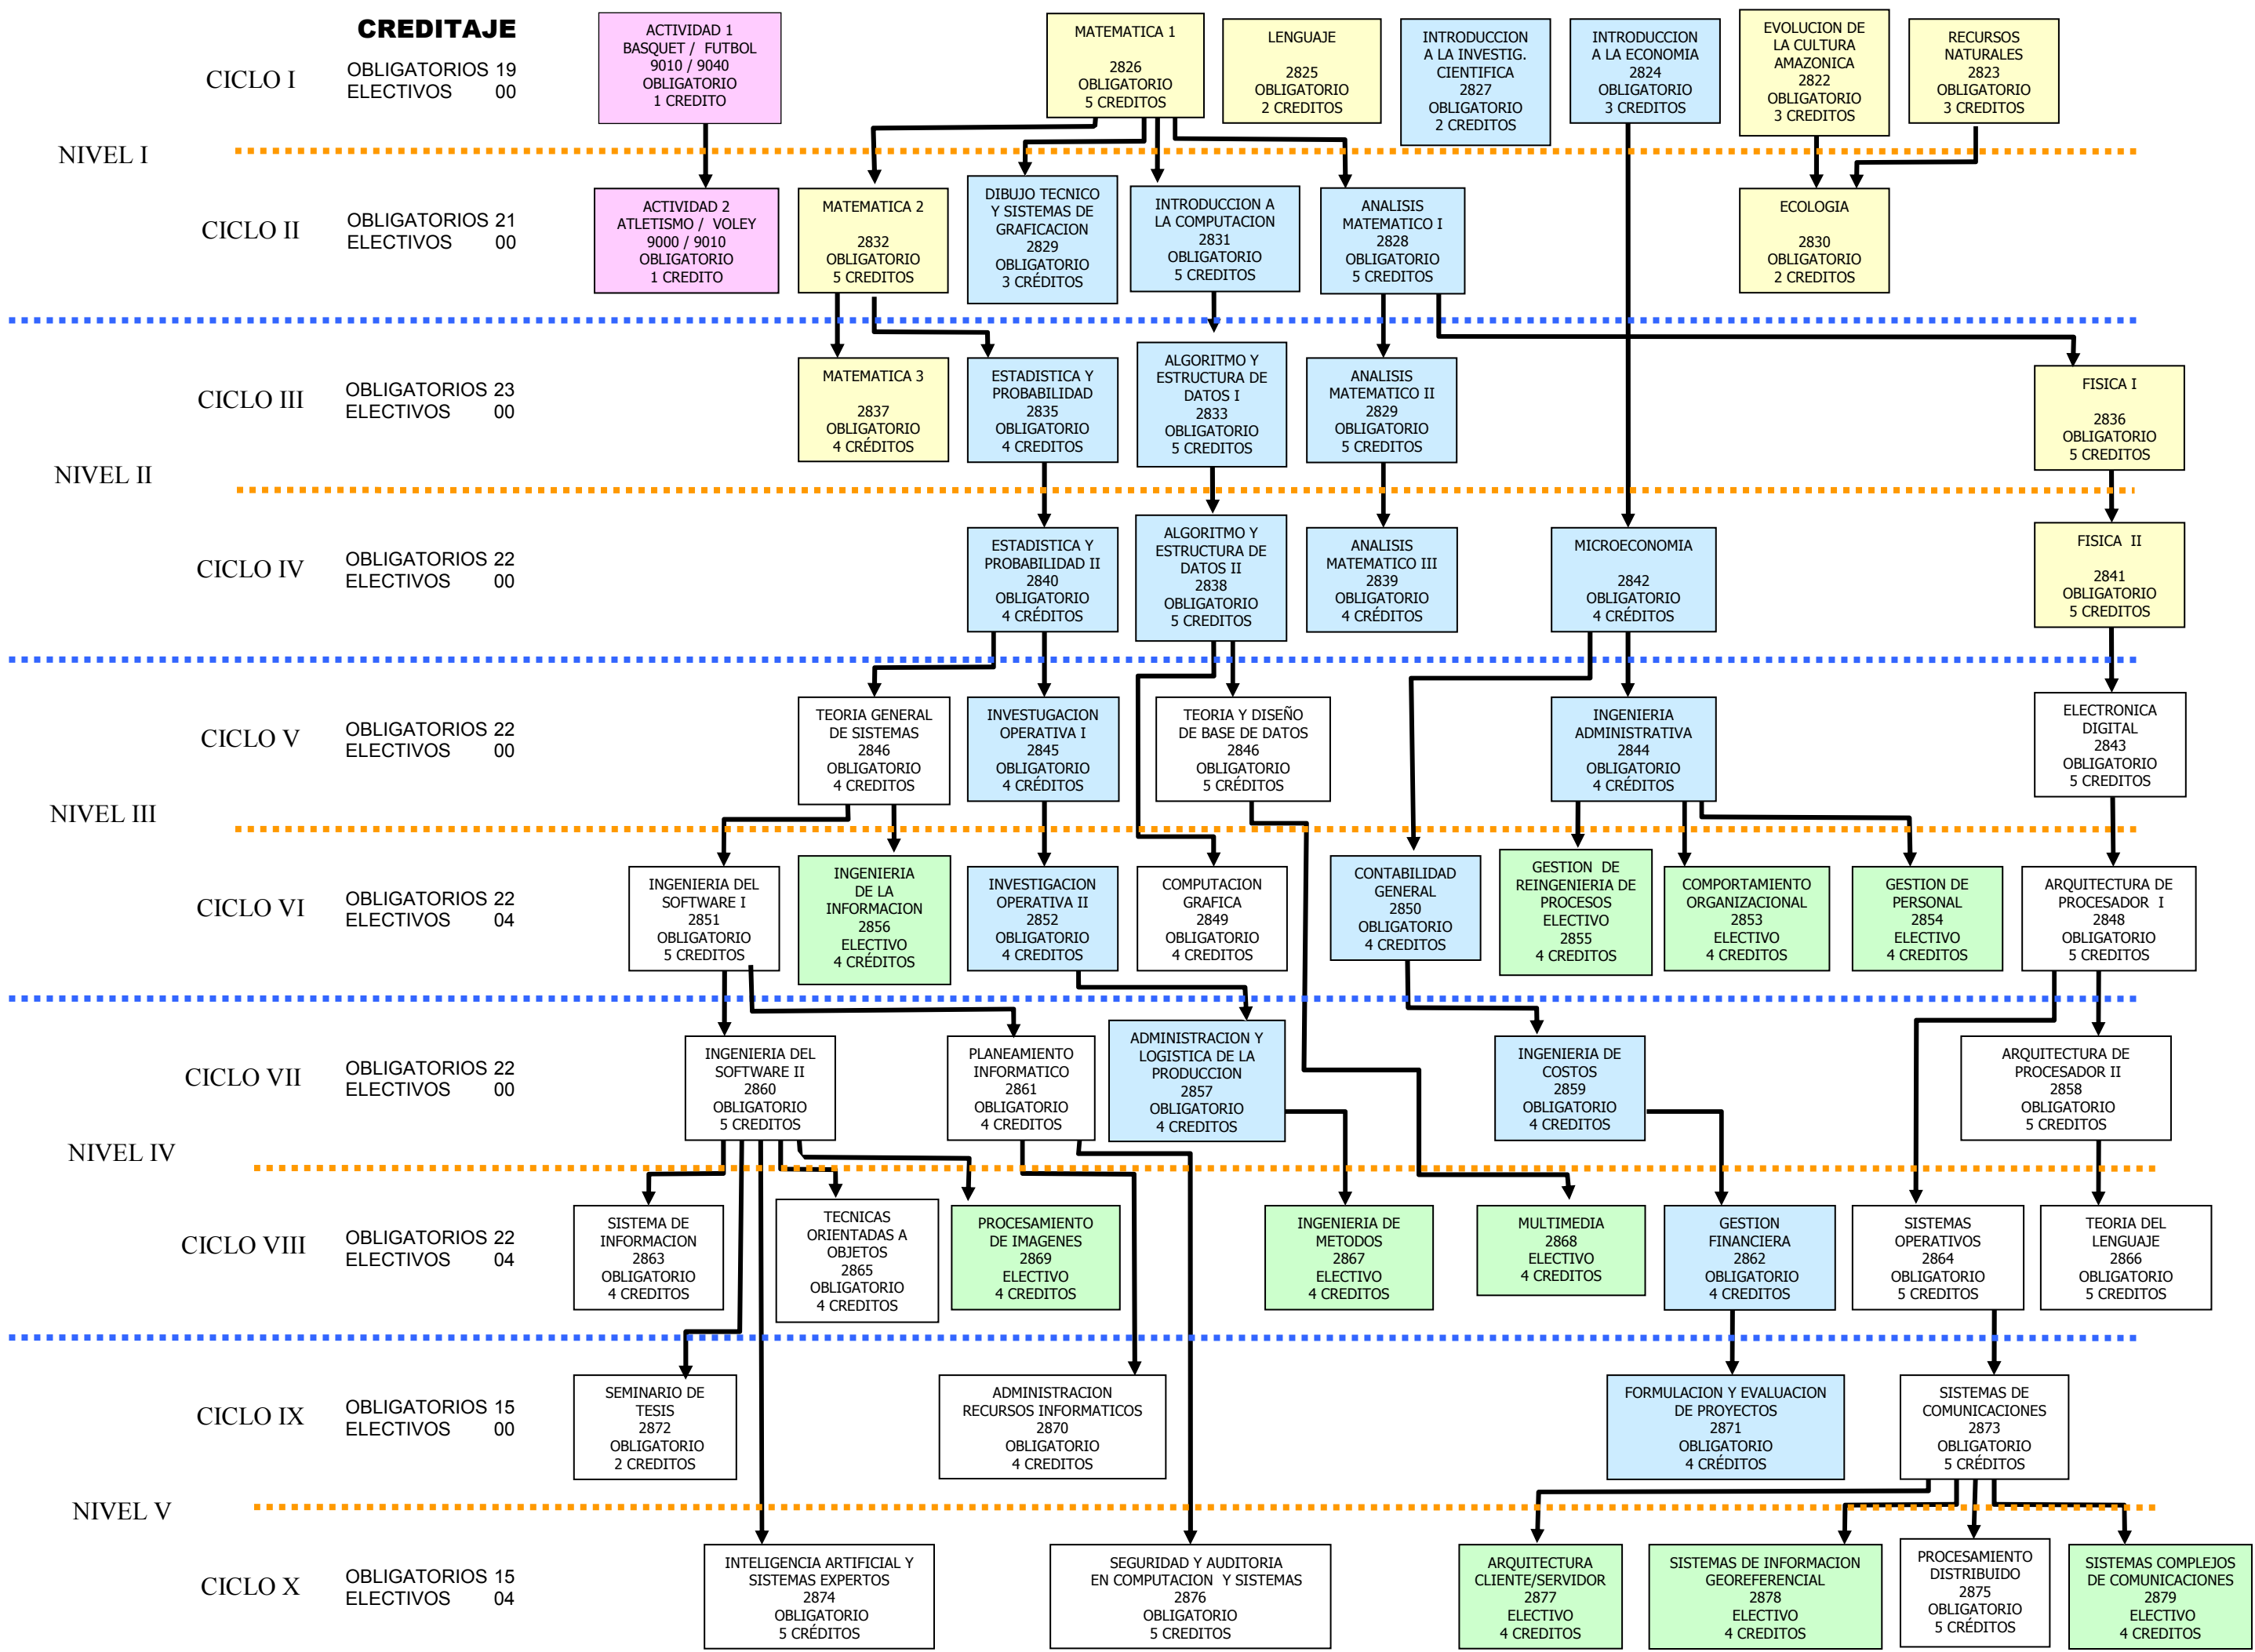 CREDITAJE
CICLO I
OBLIGATORIOS 19
ELECTIVOS 00
ACTIVIDAD 1
BASQUET / FUTBOL
9010 / 9040
OBLIGATORIO
1 CREDITO
MATEMATICA 1
2826
OBLIGATORIO
5 CREDITOS
LENGUAJE
2825
OBLIGATORIO
2 CREDITOS
INTRODUCCION
A LA INVESTIG.
CIENTIFICA
2827
OBLIGATORIO
2 CREDITOS
INTRODUCCION
A LA ECONOMIA
2824
OBLIGATORIO
3 CREDITOS
EVOLUCION DE
LA CULTURA
AMAZONICA
2822
OBLIGATORIO
3 CREDITOS
RECURSOS
NATURALES
2823
OBLIGATORIO
3 CREDITOS
NIVEL I
CICLO II
OBLIGATORIOS 21
ELECTIVOS 00
ACTIVIDAD 2
ATLETISMO / VOLEY
9000 / 9010
OBLIGATORIO
1 CREDITO
MATEMATICA 2
2832
OBLIGATORIO
5 CREDITOS
DIBUJO TECNICO
Y SISTEMAS DE
GRAFICACION
2829
OBLIGATORIO
3 CRÉDITOS
INTRODUCCION A
LA COMPUTACION
2831
OBLIGATORIO
5 CREDITOS
ANALISIS
MATEMATICO I
2828
OBLIGATORIO
5 CREDITOS
ECOLOGIA
2830
OBLIGATORIO
2 CREDITOS
CICLO III
OBLIGATORIOS 23
ELECTIVOS 00
MATEMATICA 3
2837
OBLIGATORIO
4 CRÉDITOS
ESTADISTICA Y
PROBABILIDAD
2835
OBLIGATORIO
4 CREDITOS
ALGORITMO Y
ESTRUCTURA DE
DATOS I
2833
OBLIGATORIO
5 CREDITOS
ANALISIS
MATEMATICO II
2829
OBLIGATORIO
5 CREDITOS
FISICA I
2836
OBLIGATORIO
5 CREDITOS
NIVEL II
CICLO IV
OBLIGATORIOS 22
ELECTIVOS 00
ESTADISTICA Y
PROBABILIDAD II
2840
OBLIGATORIO
4 CRÉDITOS
ALGORITMO Y
ESTRUCTURA DE
DATOS II
2838
OBLIGATORIO
5 CREDITOS
ANALISIS
MATEMATICO III
2839
OBLIGATORIO
4 CRÉDITOS
MICROECONOMIA
2842
OBLIGATORIO
4 CRÉDITOS
FISICA II
2841
OBLIGATORIO
5 CREDITOS
CICLO V
OBLIGATORIOS 22
ELECTIVOS 00
TEORIA GENERAL
DE SISTEMAS
2846
OBLIGATORIO
4 CREDITOS
INVESTUGACION
OPERATIVA I
2845
OBLIGATORIO
4 CRÉDITOS
TEORIA Y DISEÑO
DE BASE DE DATOS
2846
OBLIGATORIO
5 CRÉDITOS
INGENIERIA
ADMINISTRATIVA
2844
OBLIGATORIO
4 CRÉDITOS
ELECTRONICA
DIGITAL
2843
OBLIGATORIO
5 CREDITOS
NIVEL III
CICLO VI
OBLIGATORIOS 22
ELECTIVOS 04
INGENIERIA DEL
SOFTWARE I
2851
OBLIGATORIO
5 CREDITOS
INGENIERIA
DE LA
INFORMACION
2856
ELECTIVO
4 CRÉDITOS
INVESTIGACION
OPERATIVA II
2852
OBLIGATORIO
4 CREDITOS
COMPUTACION
GRAFICA
2849
OBLIGATORIO
4 CREDITOS
CONTABILIDAD
GENERAL
2850
OBLIGATORIO
4 CREDITOS
GESTION DE
REINGENIERIA DE
PROCESOS
ELECTIVO
2855
4 CREDITOS
COMPORTAMIENTO
ORGANIZACIONAL
2853
ELECTIVO
4 CREDITOS
GESTION DE
PERSONAL
2854
ELECTIVO
4 CREDITOS
ARQUITECTURA DE
PROCESADOR I
2848
OBLIGATORIO
5 CREDITOS
CICLO VII
OBLIGATORIOS 22
ELECTIVOS 00
INGENIERIA DEL
SOFTWARE II
2860
OBLIGATORIO
5 CREDITOS
PLANEAMIENTO
INFORMATICO
2861
OBLIGATORIO
4 CREDITOS
ADMINISTRACION Y
LOGISTICA DE LA
PRODUCCION
2857
OBLIGATORIO
4 CREDITOS
INGENIERIA DE
COSTOS
2859
OBLIGATORIO
4 CREDITOS
ARQUITECTURA DE
PROCESADOR II
2858
OBLIGATORIO
5 CREDITOS
NIVEL IV
CICLO VIII
OBLIGATORIOS 22
ELECTIVOS 04
SISTEMA DE
INFORMACION
2863
OBLIGATORIO
4 CREDITOS
TECNICAS
ORIENTADAS A
OBJETOS
2865
OBLIGATORIO
4 CREDITOS
PROCESAMIENTO
DE IMAGENES
2869
ELECTIVO
4 CREDITOS
INGENIERIA DE
METODOS
2867
ELECTIVO
4 CREDITOS
MULTIMEDIA
2868
ELECTIVO
4 CREDITOS
GESTION
FINANCIERA
2862
OBLIGATORIO
4 CREDITOS
SISTEMAS
OPERATIVOS
2864
OBLIGATORIO
5 CREDITOS
TEORIA DEL
LENGUAJE
2866
OBLIGATORIO
5 CREDITOS
CICLO IX
OBLIGATORIOS 15
ELECTIVOS 00
SEMINARIO DE
TESIS
2872
OBLIGATORIO
2 CREDITOS
ADMINISTRACION
RECURSOS INFORMATICOS
2870
OBLIGATORIO
4 CREDITOS
FORMULACION Y EVALUACION
DE PROYECTOS
2871
OBLIGATORIO
4 CRÉDITOS
SISTEMAS DE
COMUNICACIONES
2873
OBLIGATORIO
5 CRÉDITOS
NIVEL V
CICLO X
OBLIGATORIOS 15
ELECTIVOS 04
INTELIGENCIA ARTIFICIAL Y
SISTEMAS EXPERTOS
2874
OBLIGATORIO
5 CRÉDITOS
SEGURIDAD Y AUDITORIA
EN COMPUTACION Y SISTEMAS
2876
OBLIGATORIO
5 CREDITOS
ARQUITECTURA
CLIENTE/SERVIDOR
2877
ELECTIVO
4 CREDITOS
SISTEMAS DE INFORMACION
GEOREFERENCIAL
2878
ELECTIVO
4 CREDITOS
PROCESAMIENTO
DISTRIBUIDO
2875
OBLIGATORIO
5 CRÉDITOS
SISTEMAS COMPLEJOS
DE COMUNICACIONES
2879
ELECTIVO
4 CREDITOS